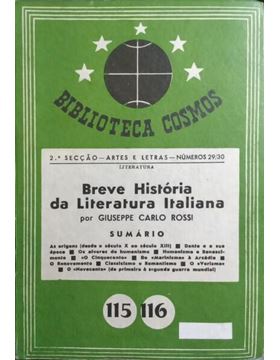 BIBLIOTECA COSMOS
2.ª SECÇÃO — ARTES E LETRAS — NÚMEROS 29/30
LITERATURA
Breve História
da Literatura Italiana
por GIUSEPPE CARLO ROSSI
SUMÁRIO
As origens (desde o século X ao século XIII) ■ Dante e a sua
época ■ Os alvores do humanismo ■ Humanismo e Renasci-
mento ■ «O Cinquecento» ■ Do «Marinismo» à Arcádia ■
O Renovamento ■ Classicismo e Romantismo ■ O «Verismo»
■ O «Novecento» (da primeira à segunda guerra mundial)
115 116